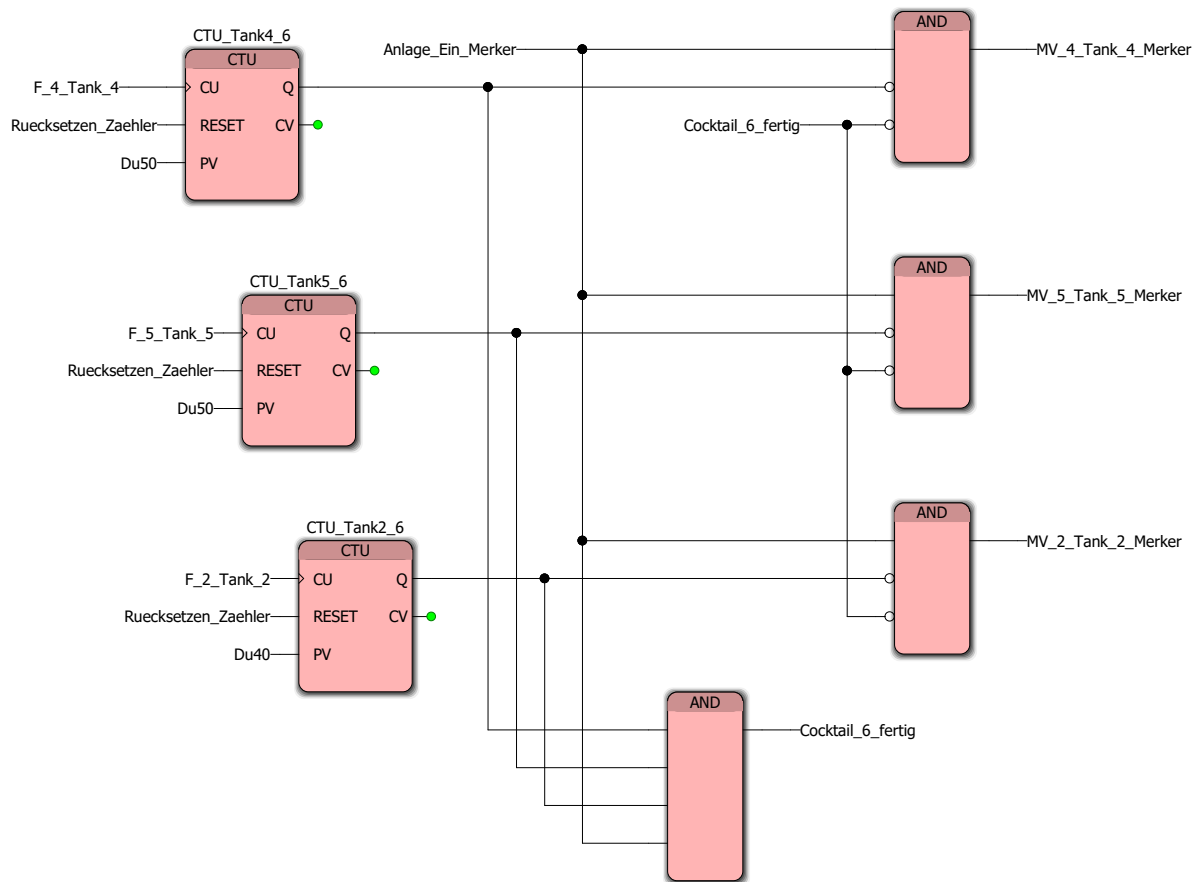 CTU_Tank4_6
CTU
F_4_Tank_4
CU
Q
Ruecksetzen_Zaehler
RESET
CV
Du50
PV
Anlage_Ein_Merker
AND
MV_4_Tank_4_Merker
Cocktail_6_fertig
CTU_Tank5_6
CTU
F_5_Tank_5
CU
Q
Ruecksetzen_Zaehler
RESET
CV
Du50
PV
AND
MV_5_Tank_5_Merker
CTU_Tank2_6
CTU
F_2_Tank_2
CU
Q
Ruecksetzen_Zaehler
RESET
CV
Du40
PV
AND
MV_2_Tank_2_Merker
AND
Cocktail_6_fertig